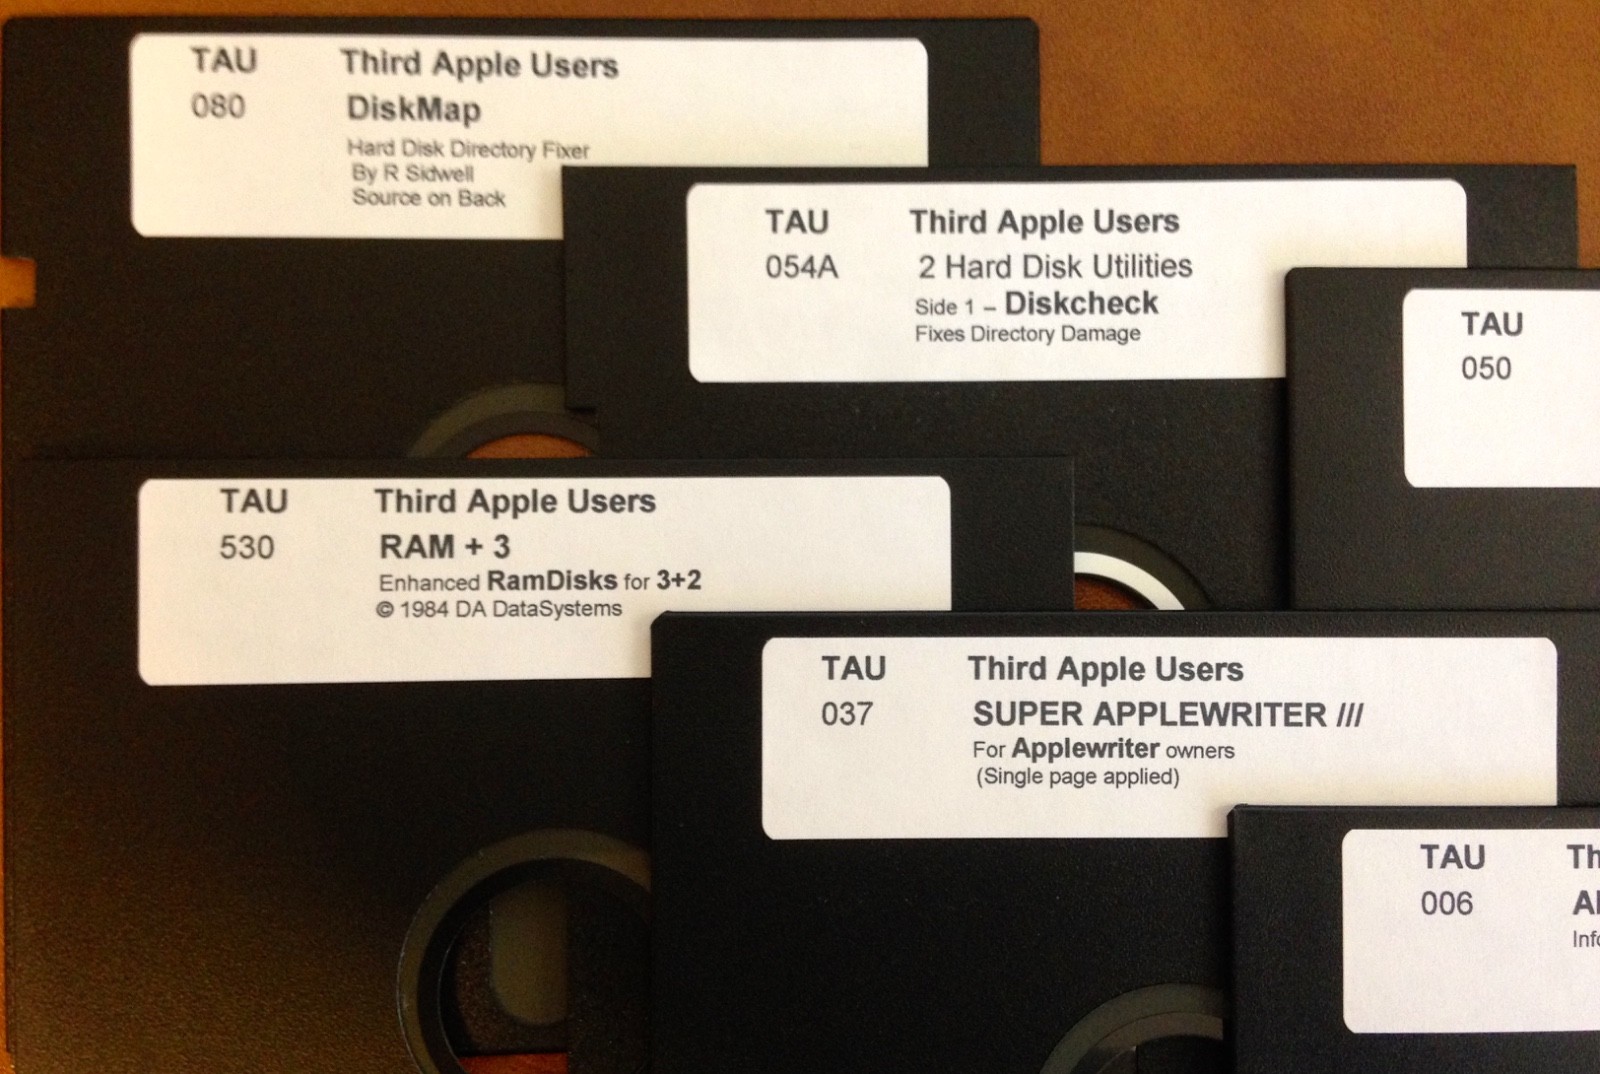 TAU Third Apple Users
080 DiskMap
Hard Disk Directory Fixer
By R Sidwell
Source on Back
TAU Third Apple Users
054A 2 Hard Disk Utilities
Side 1 – Diskcheck
Fixes Directory Damage
TAU
050
TAU Third Apple Users
530 RAM + 3
Enhanced RamDisks for 3+2
© 1984 DA DataSystems
TAU Third Apple Users
037 SUPER APPLEWRITER ///
For Applewriter owners
(Single page applied)
TAU
006